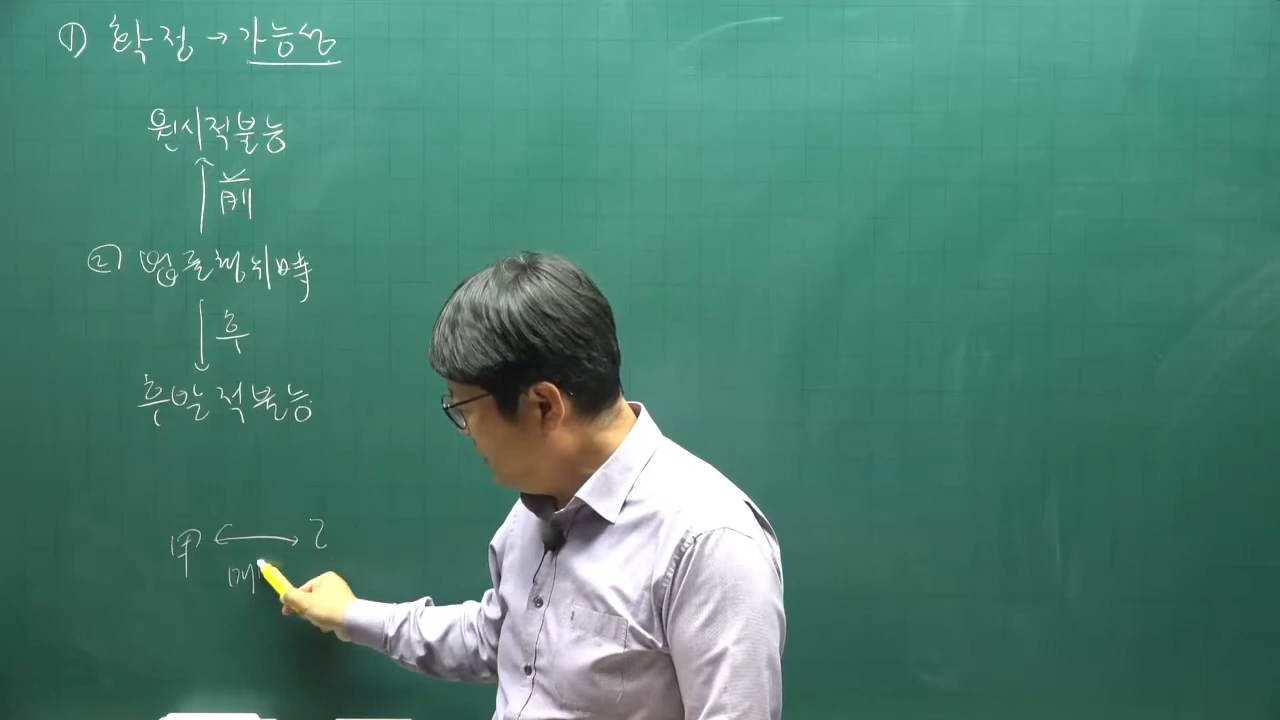 ① 확정→가능성
원시적불능
前
② 법률행위時
후
후발적불능
甲 ↔ 乙
매